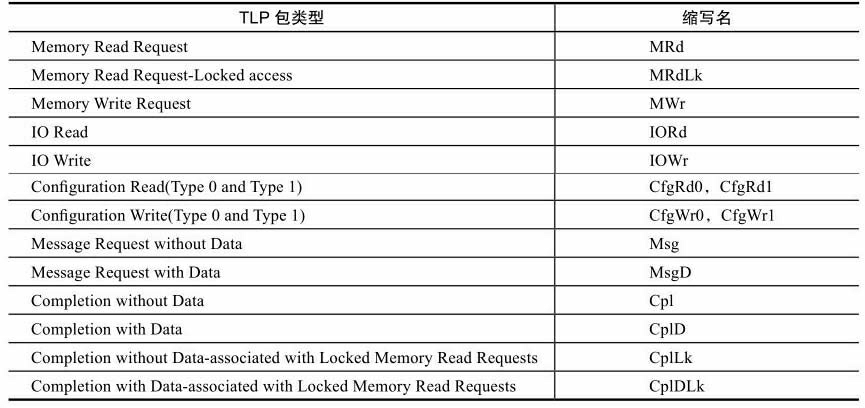 TLP 包类型 缩写名
Memory Read Request MRd
Memory Read Request-Locked access MRdLk
Memory Write Request MWr
IO Read IORd
IO Write IOWr
Configuration Read(Type 0 and Type 1) CfgRd0，CfgRd1
Configuration Write(Type 0 and Type 1) CfgWr0，CfgWr1
Message Request without Data Msg
Message Request with Data MsgD
Completion without Data Cpl
Completion with Data CplD
Completion without Data-associated with Locked Memory Read Requests CplLk
Completion with Data-associated with Locked Memory Read Requests CplDLk